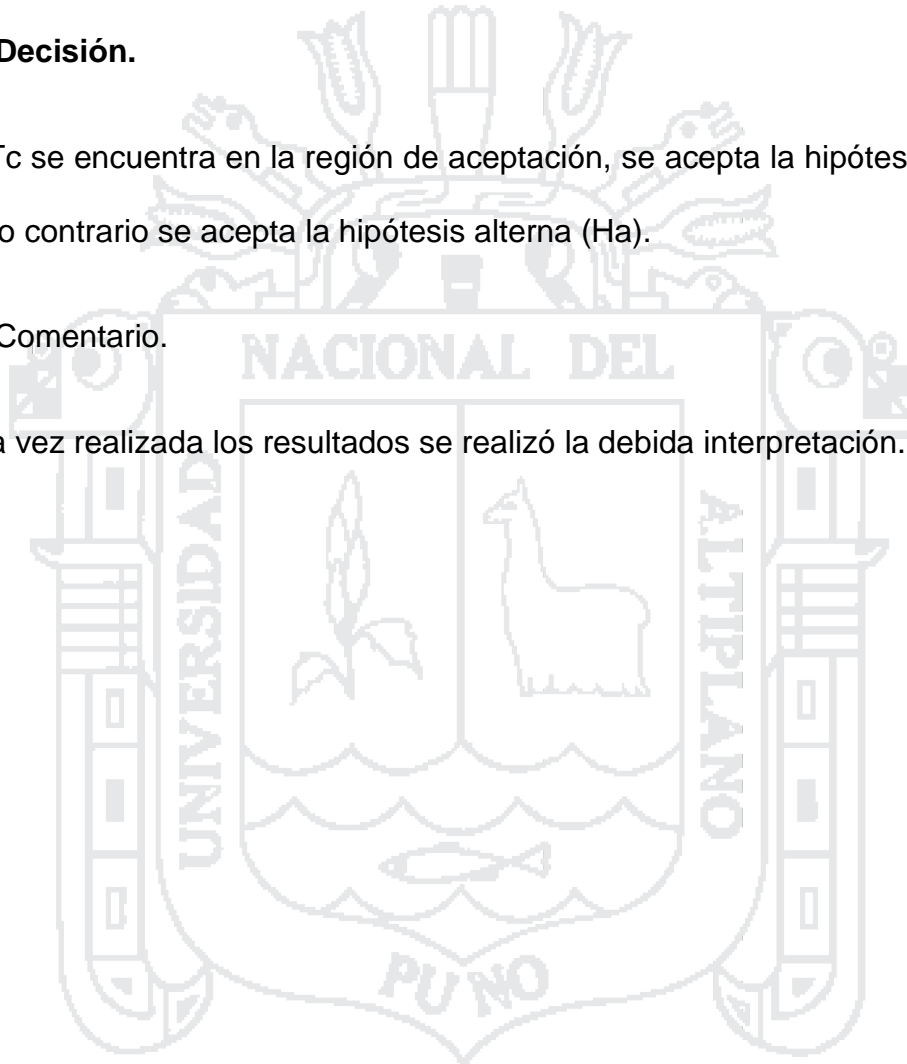 Decisión.
Tc se encuentra en la región de aceptación, se acepta la hipótes
o contrario se acepta la hipótesis alterna (Ha).
Comentario.
a vez realizada los resultados se realizó la debida interpretación.
NACIONAL DEL
UNIVERSIDAD
ALTIPLANO
PUNO